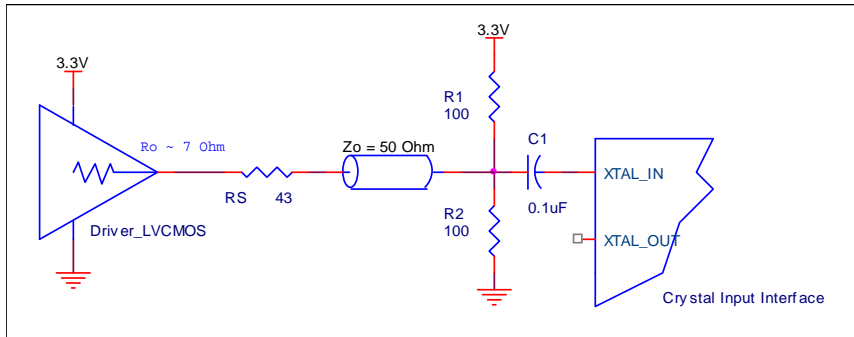 3.3V
3.3V
R1
100
Ro ~ 7 Ohm
Zo = 50 Ohm
C1
XTAL_IN
RS 43
0.1uF
R2
100
XTAL_OUT
Driver_LVCMOS
Crystal Input Interface